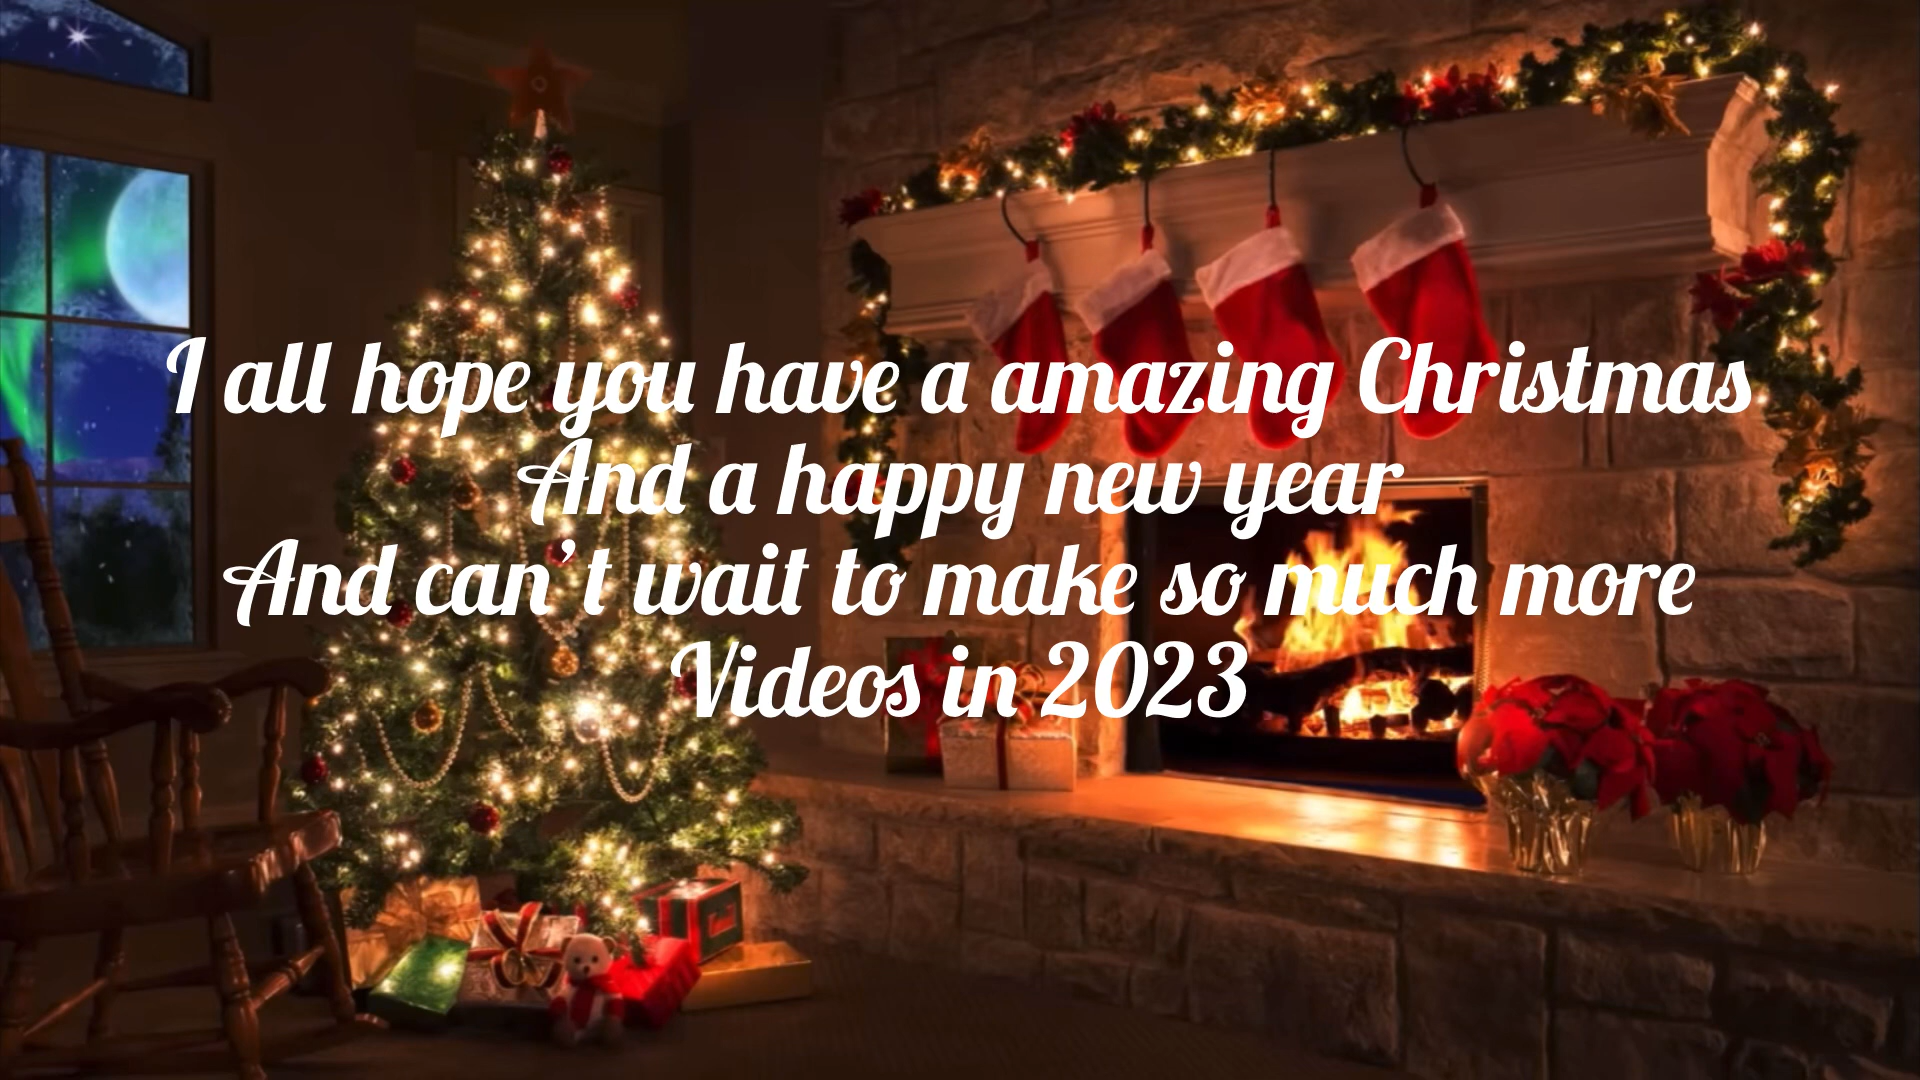 I all hope you have a amazing Christmas
And a happy new year
And can't wait to make so much more
Videos in 2023